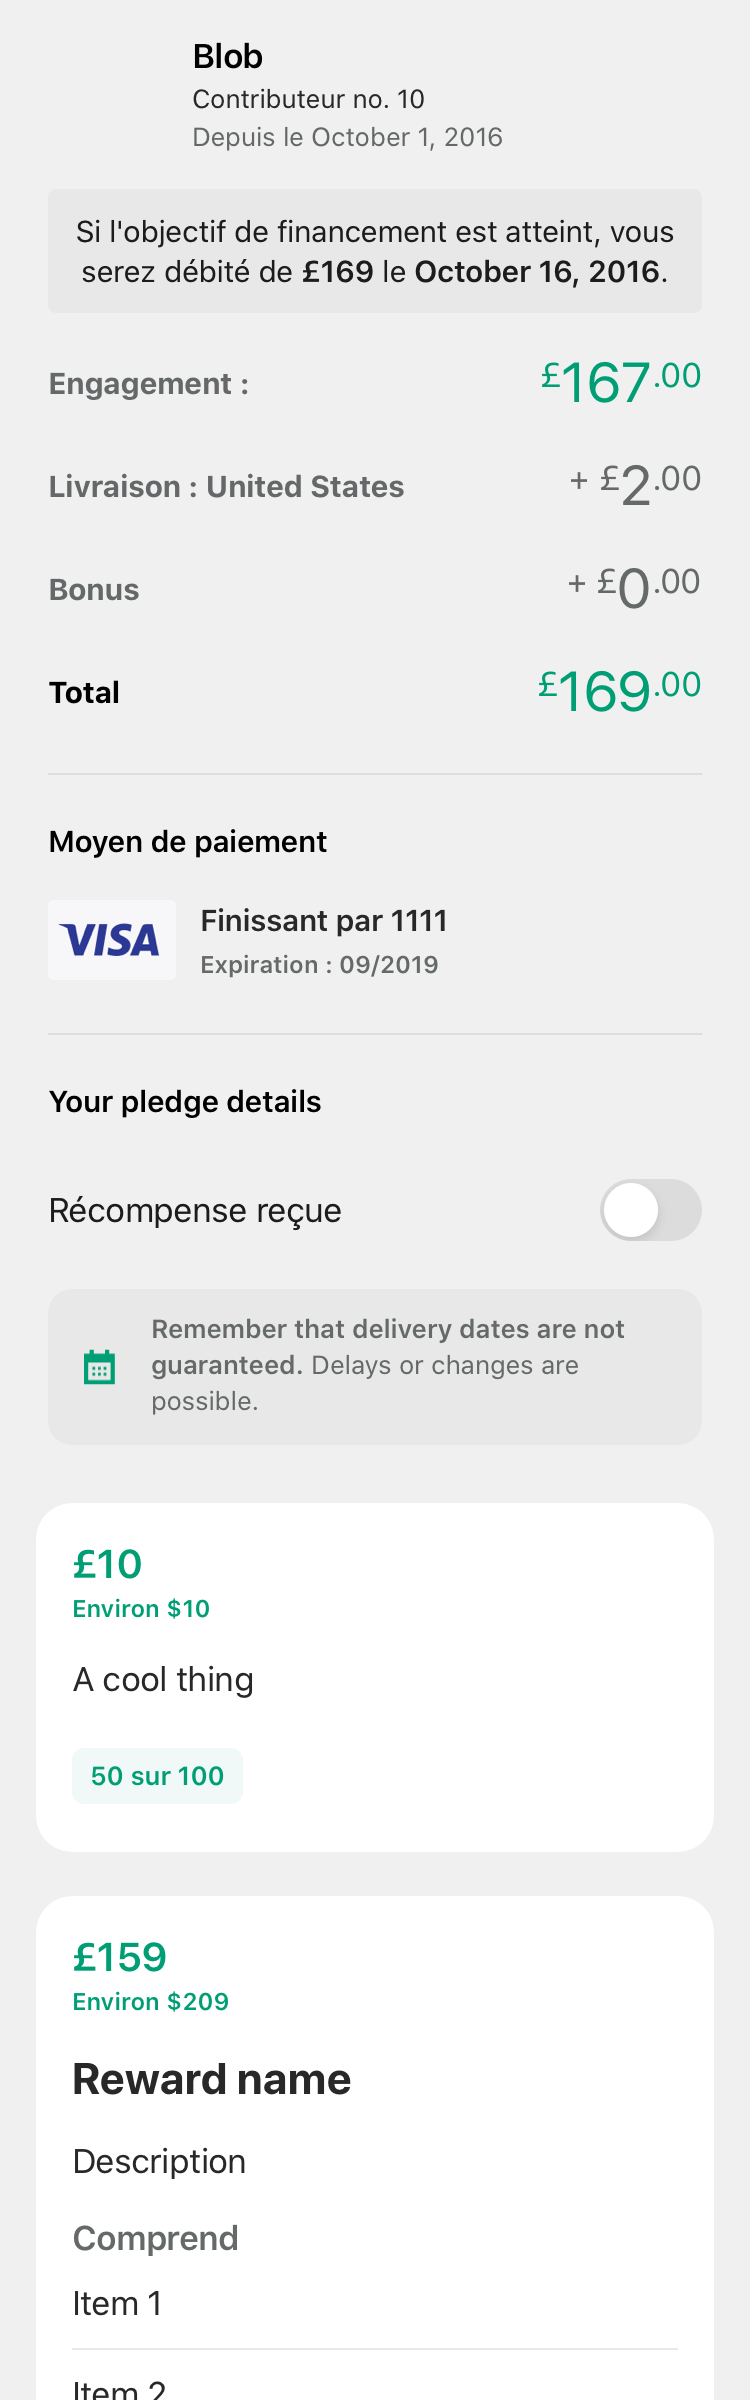 Blob
Contributeur no. 10
Depuis le October 1, 2016
Si l'objectif de financement est atteint, vous
serez débité de £169 le October 16, 2016.
Engagement :
£167.00
Livraison : United States
+ £2.00
Bonus
+ £0.00
Total
£169.00
Moyen de paiement
VISA
Finissant par 1111
Expiration : 09/2019
Your pledge details
Récompense reçue
Remember that delivery dates are not
guaranteed. Delays or changes are
possible.
£10
Environ $10
A cool thing
50 sur 100
£159
Environ $209
Reward name
Description
Comprend
Item 1
Item 2